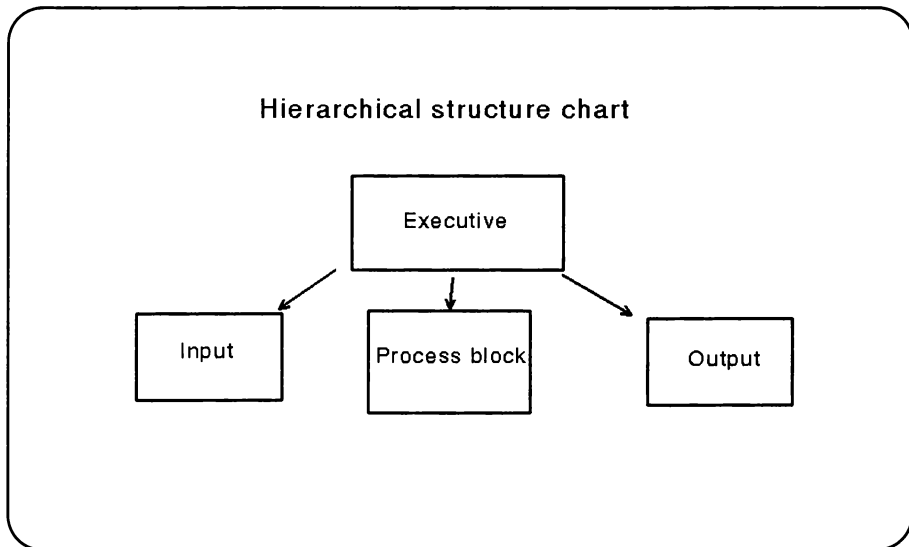 Hierarchical structure chart
Executive
Input
Process block
Output